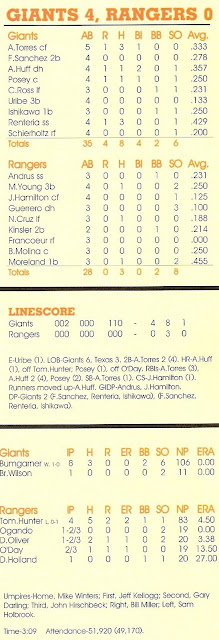 GIANTS 4, RANGERS 0
Giants AB R H BI BB SO Avg.
A.Torres cf 5 1 3 1 0 0 .333
F.Sanchez 2b 4 0 0 0 0 0 .278
A.Huff dh 4 1 1 2 0 1 .357
Posey c 4 1 1 1 0 1 .250
C.Ross lf 3 0 0 0 1 1 .231
Uribe 3b 4 0 0 0 0 0 .133
Ishikawa 1b 3 0 0 0 1 1 .250
Renteria ss 4 1 3 0 0 0 .429
Schierholtz rf 4 0 0 0 0 1 .200
Totals 35 4 8 4 2 6
Rangers AB R H BI BB SO Avg.
Andrus ss 3 0 0 0 1 0 .231
M.Young 3b 4 0 1 0 0 2 .250
J.Hamilton cf 4 0 0 0 0 1 .125
Guerrero dh 3 0 0 0 0 3 .100
N.Cruz lf 3 0 1 0 0 0 .188
Kinsler 2b 2 0 0 0 1 0 .214
Francoeur rf 3 0 0 0 0 0 .000
B.Molina c 3 0 0 0 0 0 .250
Moreland 1b 3 0 1 0 0 2 .455
Totals 28 0 3 0 2 8
LINESCORE
Giants 002 000 110 - 4 8 1
Rangers 000 000 000 - 0 3 0
E-Uribe (1). LOB-Giants 6, Texas 3. 2B-A.Torres 2 (4). HR-A.Huff
(1), off Tom.Hunter; Posey (1), off O'Day. RBIs-A.Torres (3),
A.Huff 2 (4), Posey (2). SB-A.Torres (1). CS-J.Hamilton (1).
Runners moved up-A.Huff. GIDP-Andrus, J.Hamilton.
DP-Giants 2 (F.Sanchez, Renteria, Ishikawa), (F.Sanchez,
Renteria, Ishikawa).
Giants IP H R ER BB SO NP ERA
Bumgarner W, 1-0 8 3 0 0 2 6 106 0.00
Br.Wilson 1 0 0 0 0 2 11 0.00
Rangers IP H R ER BB SO NP ERA
Tom.Hunter L, 0-1 4 5 2 2 1 1 83 4.50
Ogando 1-2/3 0 0 0 0 2 19 0.00
D.Oliver 1-2/3 2 1 1 0 2 20 3.38
O'Day 2/3 1 1 1 0 0 19 13.50
D.Holland 1 0 0 0 1 1 20 27.00
Umpires-Home, Mike Winters; First, Jeff Kellogg; Second, Gary
Darling; Third, John Hirschbeck; Right, Bill Miller; Left, Sam
Holbrook.
Time-3:09 Attendance-51,920 (49,170).